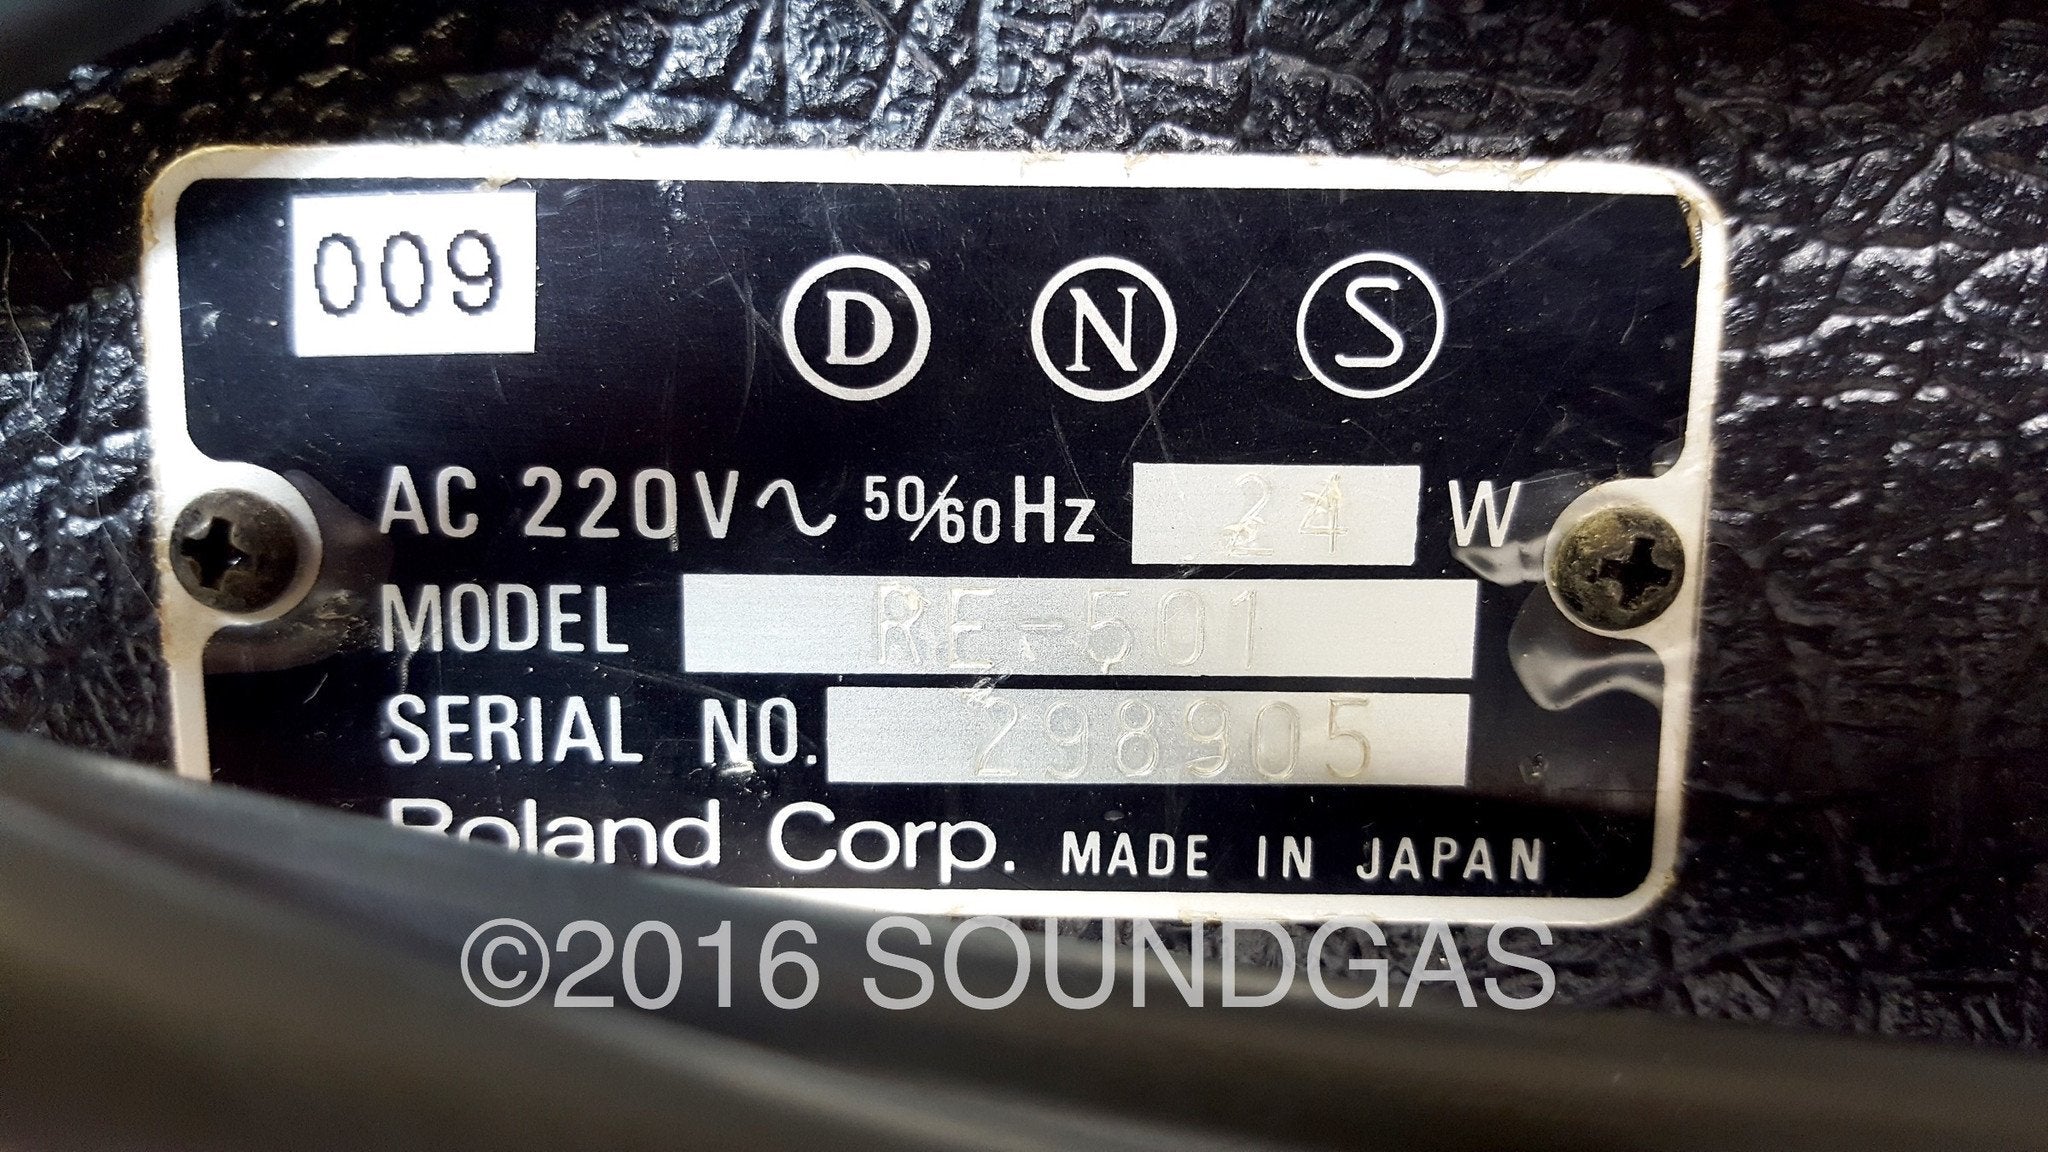 009
D N S
AC 220V ~ 50/60Hz 24 W
MODEL RE-501
SERIAL NO. 298905
Roland Corp. MADE IN JAPAN
©2016 SOUNDGAS